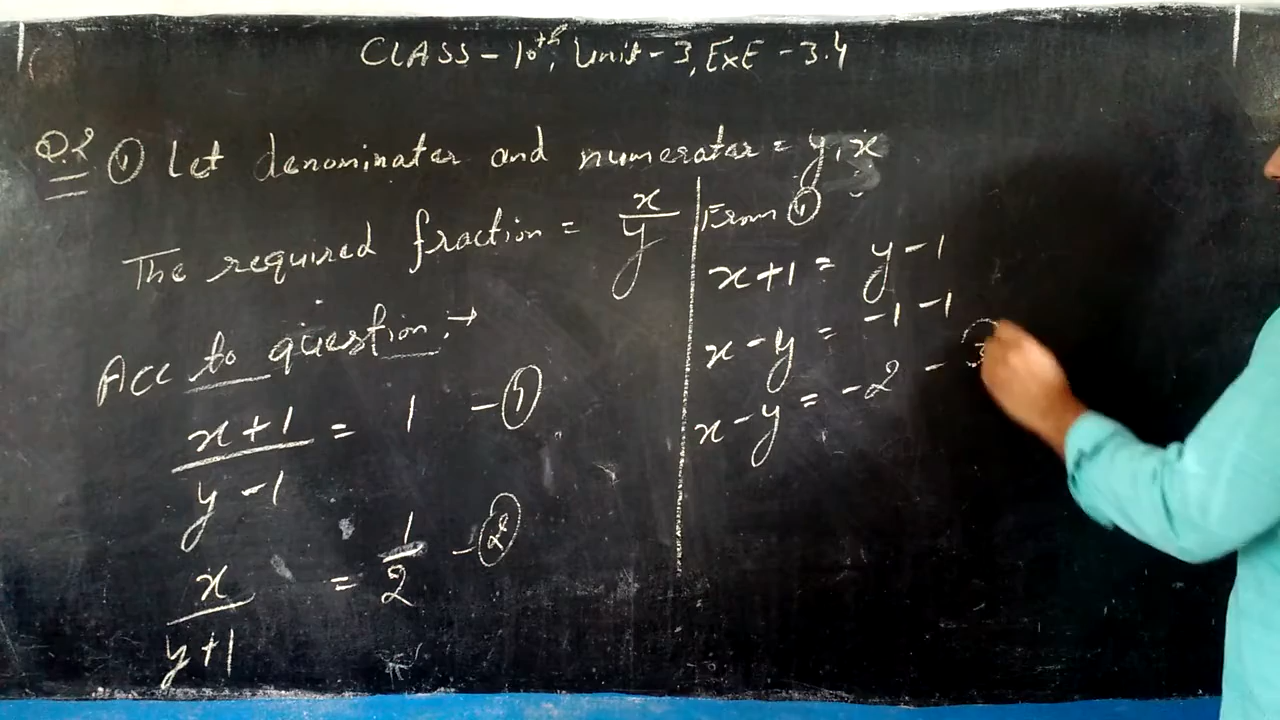 CLASS - 10th, Unit - 3, ExE - 3.4
Q.2 ① Let denominater and numerater = y, x
The required fraction = x/y
Acc to question :→
x+1/y-1 = 1 -①
x/y+1 = 1/2 -②
From ①
x+1 = y-1
x-y = -1-1
x-y = -2 - 3